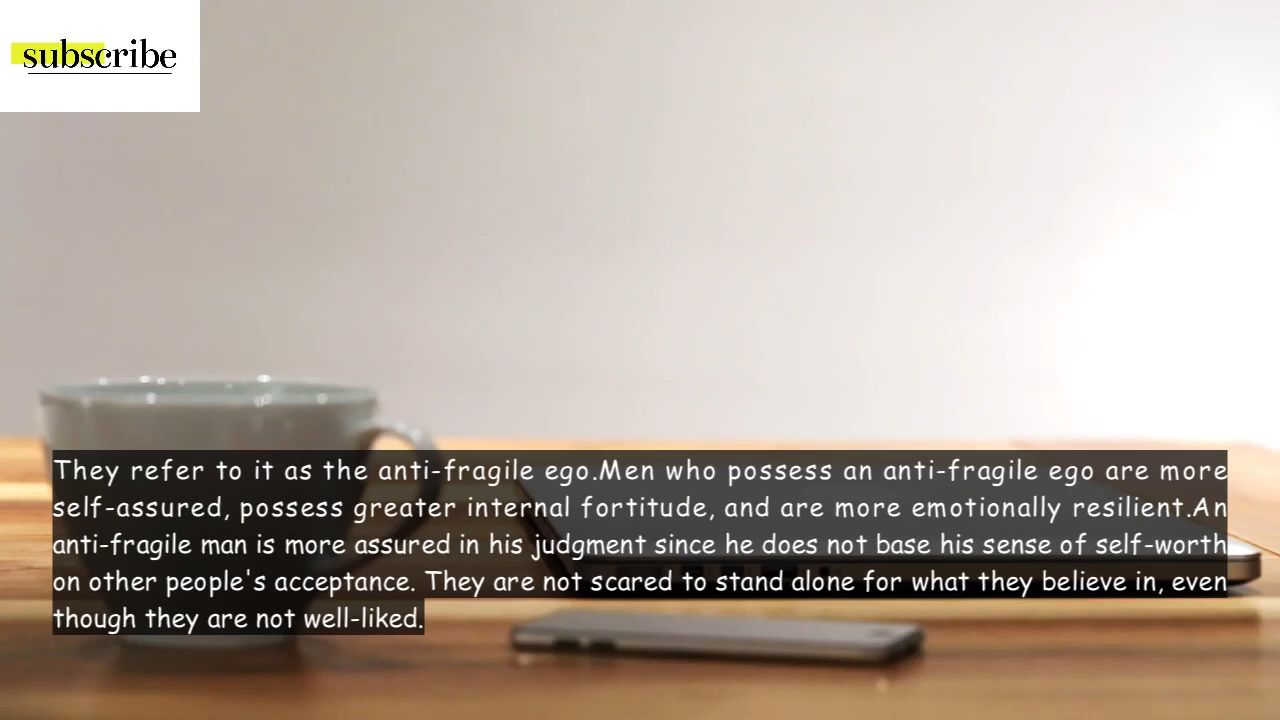 subscribe
They refer to it as the anti-fragile ego.Men who possess an anti-fragile ego are more
self-assured, possess greater internal fortitude, and are more emotionally resilient.An
anti-fragile man is more assured in his judgment since he does not base his sense of self-worth
on other people's acceptance. They are not scared to stand alone for what they believe in, even
though they are not well-liked.